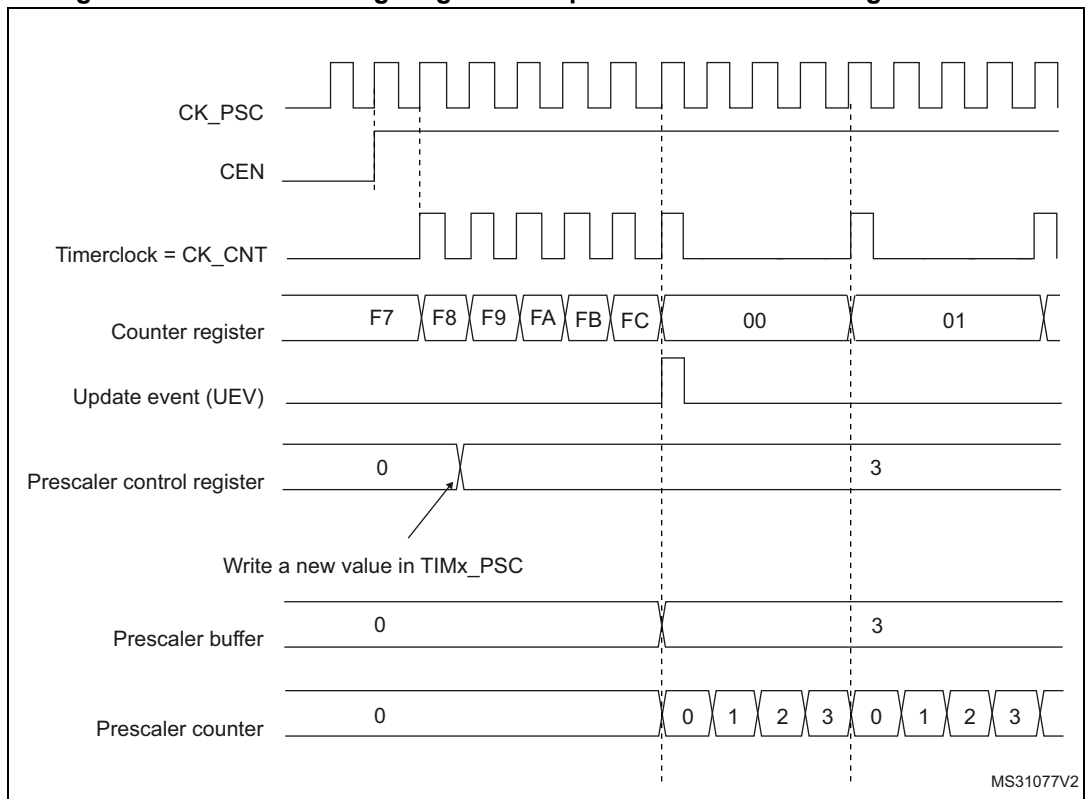 CK_PSC
CEN
Timerclock = CK_CNT
Counter register F7 F8 F9 FA FB FC 00 01
Update event (UEV)
Prescaler control register 0 3
Write a new value in TIMx_PSC
Prescaler buffer 0 3
Prescaler counter 0 0 1 2 3 0 1 2 3
MS31077V2